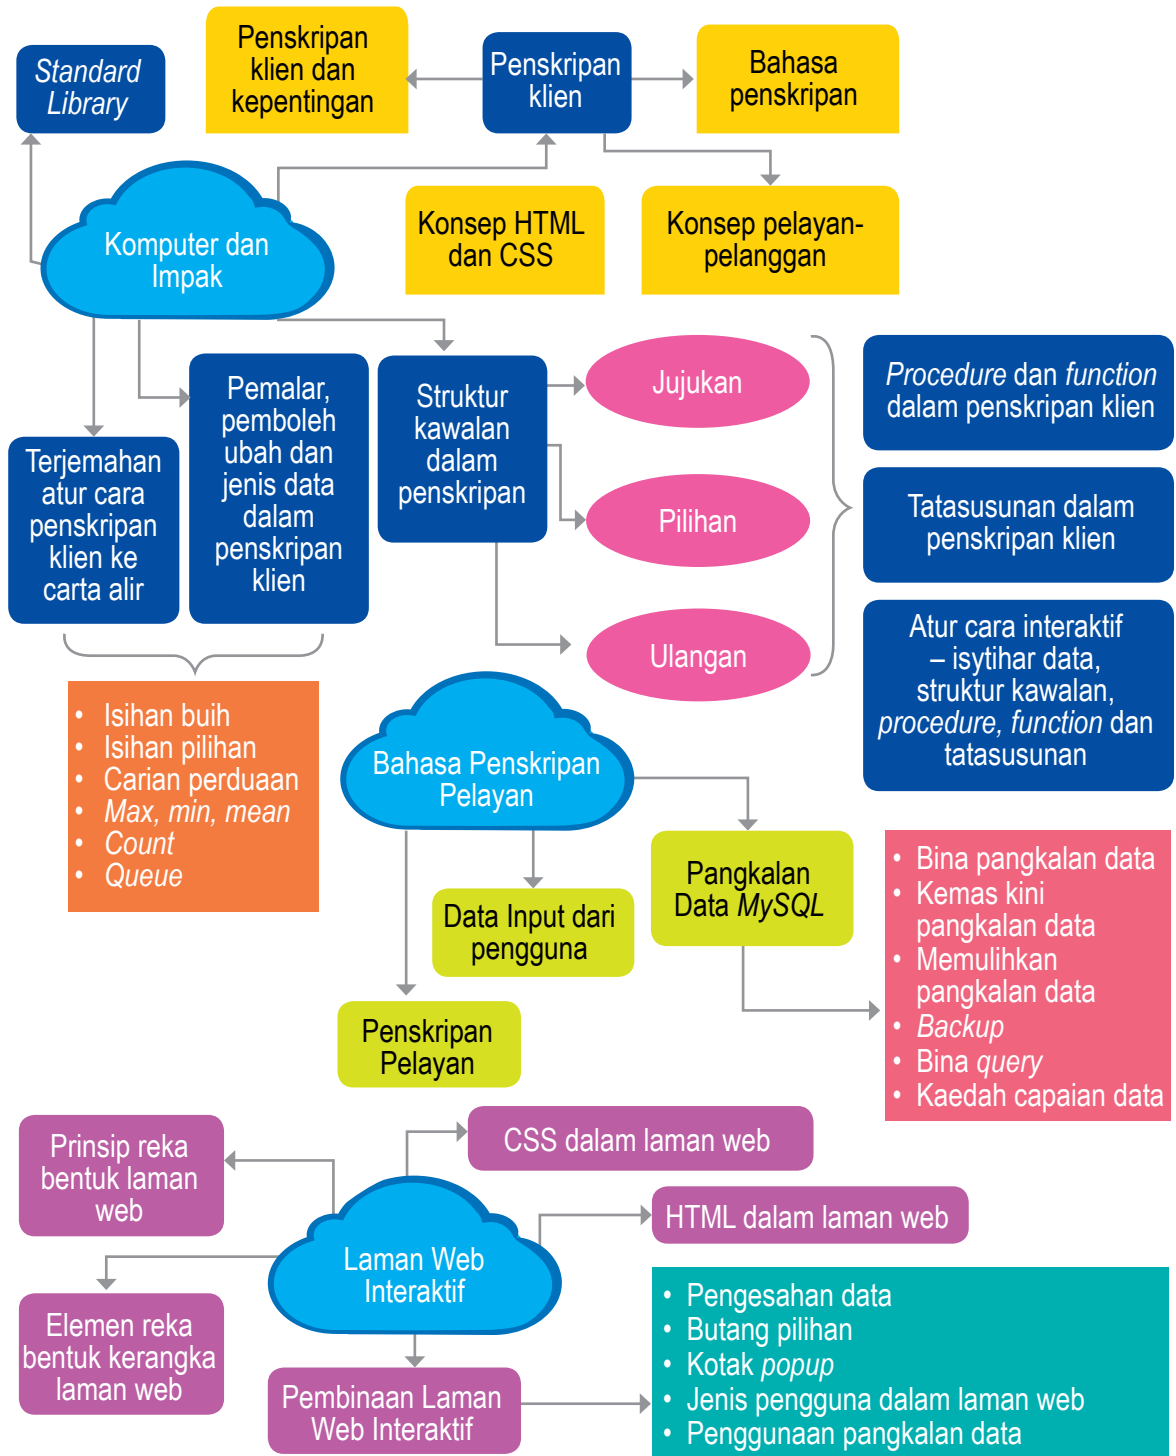 Standard
Library
Penskripan
klien dan
kepentingan
Penskripan
klien
Bahasa
penskripan
Komputer dan
Impak
Konsep HTML
dan CSS
Konsep pelayan-
pelanggan
Terjemahan
atur cara
penskripan
klien ke
carta alir
Pemalar,
pemboleh
ubah dan
jenis data
dalam
penskripan
klien
Struktur
kawalan
dalam
penskripan
Jujukan
Pilihan
Ulangan
Procedure dan function
dalam penskripan klien
Tatasusunan dalam
penskripan klien
Atur cara interaktif
– isytihar data,
struktur kawalan,
procedure, function dan
tatasusunan
• Isihan buih
• Isihan pilihan
• Carian perduaan
• Max, min, mean
• Count
• Queue
Bahasa Penskripan
Pelayan
Penskripan
Pelayan
Data Input dari
pengguna
Pangkalan
Data MySQL
• Bina pangkalan data
• Kemas kini
pangkalan data
• Memulihkan
pangkalan data
• Backup
• Bina query
• Kaedah capaian data
Prinsip reka
bentuk laman
web
CSS dalam laman web
HTML dalam laman web
Laman Web
Interaktif
Elemen reka
bentuk kerangka
laman web
Pembinaan Laman
Web Interaktif
• Pengesahan data
• Butang pilihan
• Kotak popup
• Jenis pengguna dalam laman web
• Penggunaan pangkalan data